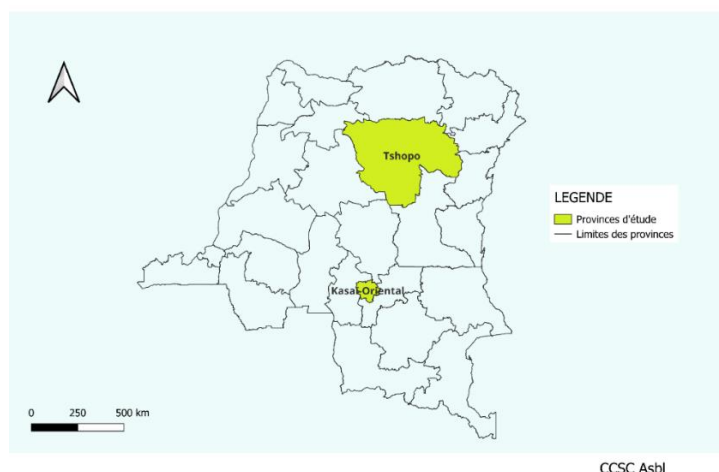 Tshopo
LEGENDE
Provinces d'étude
Limites des provinces
Kasaï-Oriental
0 250 500 km
CCSC Asbl